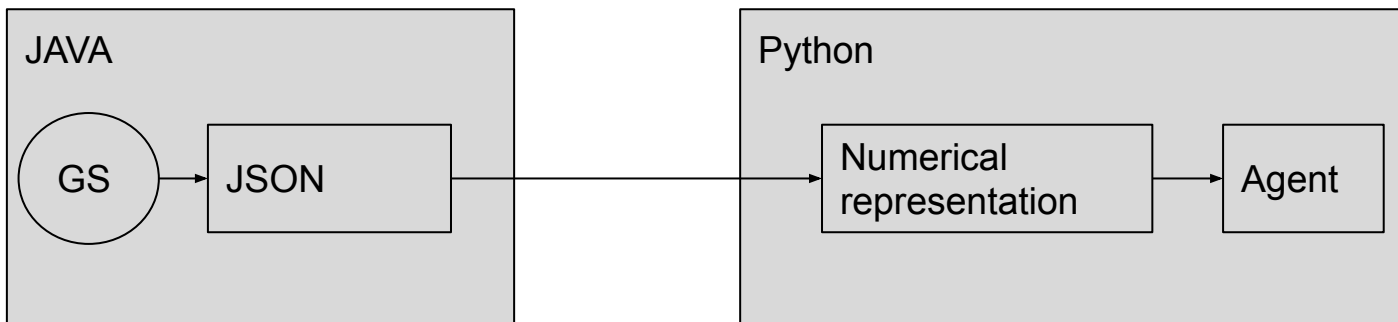 JAVA
GS
JSON
Python
Numerical
representation
Agent